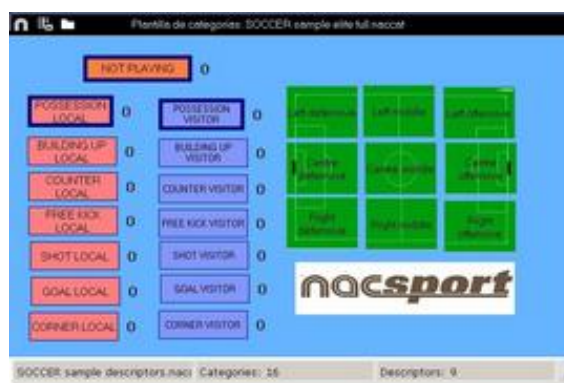 Plantilla de categorias: SOCCER sample elite full.naccat
NOT PLAYING 0
POSSESSION
LOCAL
0
POSSESSION
VISITOR
0
BUILDING UP
LOCAL
0
BUILDING UP
VISITOR
0
COUNTER
LOCAL
0
COUNTER VISITOR 0
FREE KICK
LOCAL
0
FREE KICK VISITOR 0
SHOT LOCAL 0
SHOT VISITOR 0
GOAL LOCAL 0
GOAL VISITOR 0
CORNER LOCAL 0
CORNER VISITOR 0
Left defensive
Left middle
Left offensive
Centre
defensive
Centre middle
Centre
offensive
Right
defensive
Right middle
Right
offensive
nacsport
SOCCER sample descriptors.nacs
Categories: 16
Descriptors: 9